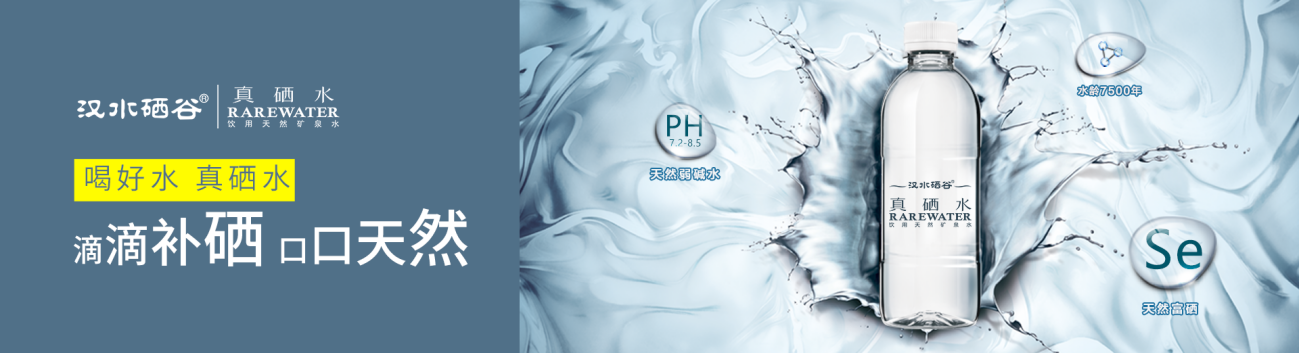 汉水硒谷® 真硒水
RAREWATER
饮用天然矿泉水
喝好水 真硒水
滴滴补硒 口口天然
PH
7.2-8.5
天然弱碱水
汉水硒谷®
真硒水
RAREWATER
饮用天然矿泉水
水龄7500年
Se
天然富硒